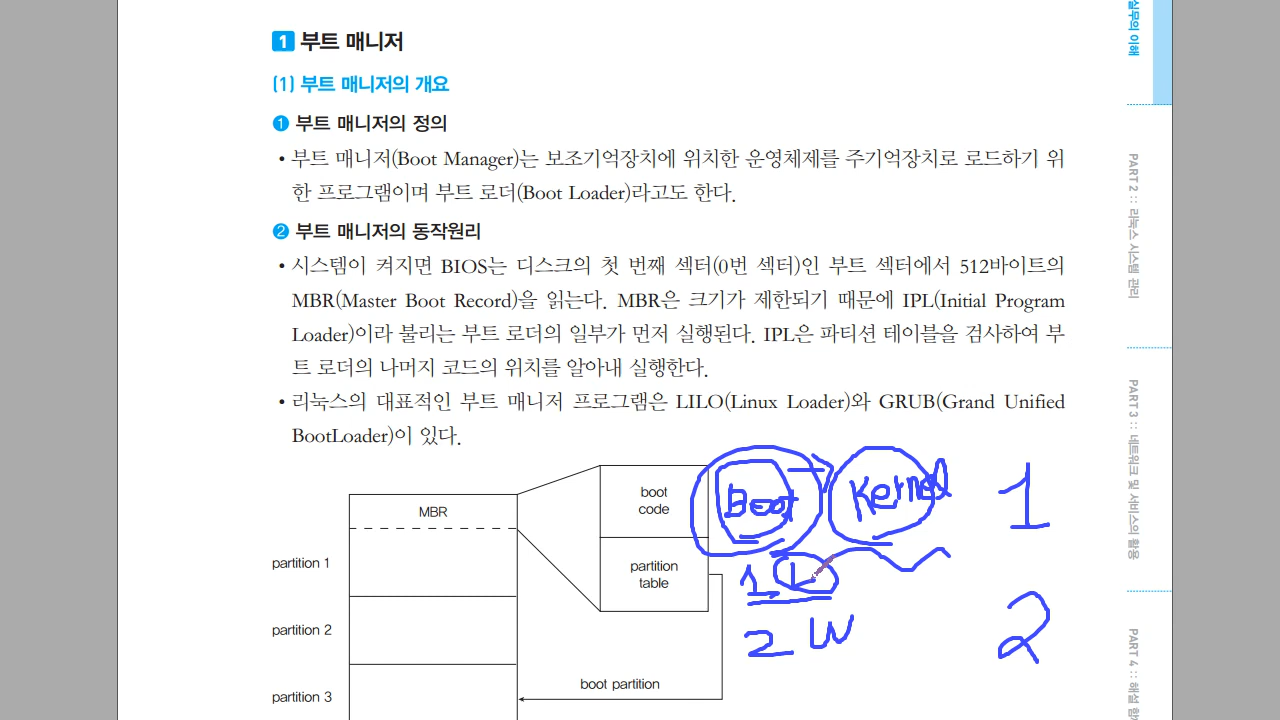 1 부트 매니저
(1) 부트 매니저의 개요
① 부트 매니저의 정의
• 부트 매니저(Boot Manager)는 보조기억장치에 위치한 운영체제를 주기억장치로 로드하기 위
한 프로그램이며 부트 로더(Boot Loader)라고도 한다.
② 부트 매니저의 동작원리
• 시스템이 켜지면 BIOS는 디스크의 첫 번째 섹터(0번 섹터)인 부트 섹터에서 512바이트의
MBR(Master Boot Record)을 읽는다. MBR은 크기가 제한되기 때문에 IPL(Initial Program
Loader)이라 불리는 부트 로더의 일부가 먼저 실행된다. IPL은 파티션 테이블을 검사하여 부
트 로더의 나머지 코드의 위치를 알아내 실행한다.
• 리눅스의 대표적인 부트 매니저 프로그램은 LILO(Linux Loader)와 GRUB(Grand Unified
BootLoader)이 있다.
MBR
partition 1
partition 2
partition 3
boot
code
partition
table
boot partition
Boot
Kernel
1
1. L
2 W
2
실무의 이해
PART 2 :: 리눅스 시스템 관리
PART 3 :: 네트워크 및 서비스의 활용
PART 4 :: 해설 함